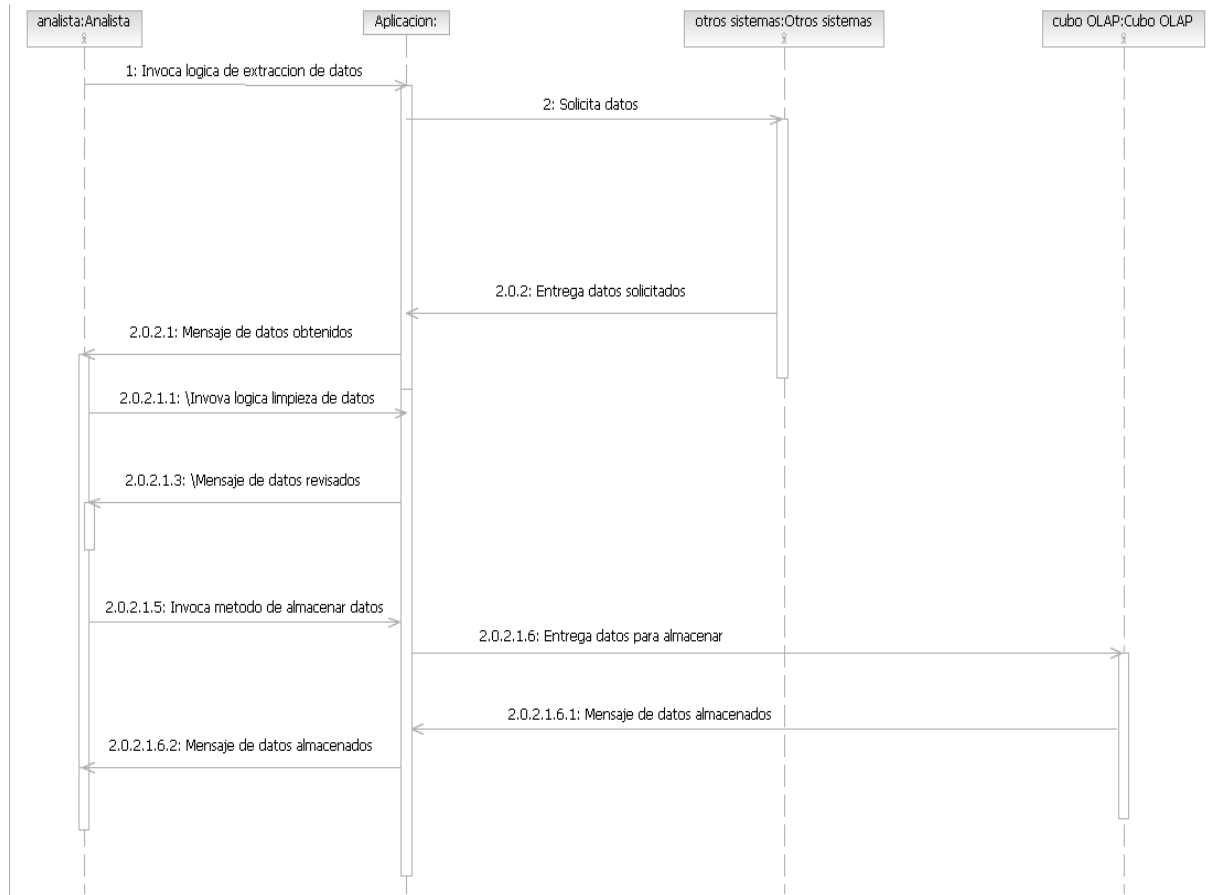 analista:Analista
Aplicacion:
otros sistemas:Otros sistemas
cubo OLAP:Cubo OLAP
1: Invoca logica de extraccion de datos
2: Solicita datos
2.0.2: Entrega datos solicitados
2.0.2.1: Mensaje de datos obtenidos
2.0.2.1.1: \Invova logica limpieza de datos
2.0.2.1.3: \Mensaje de datos revisados
2.0.2.1.5: Invoca metodo de almacenar datos
2.0.2.1.6: Entrega datos para almacenar
2.0.2.1.6.1: Mensaje de datos almacenados
2.0.2.1.6.2: Mensaje de datos almacenados